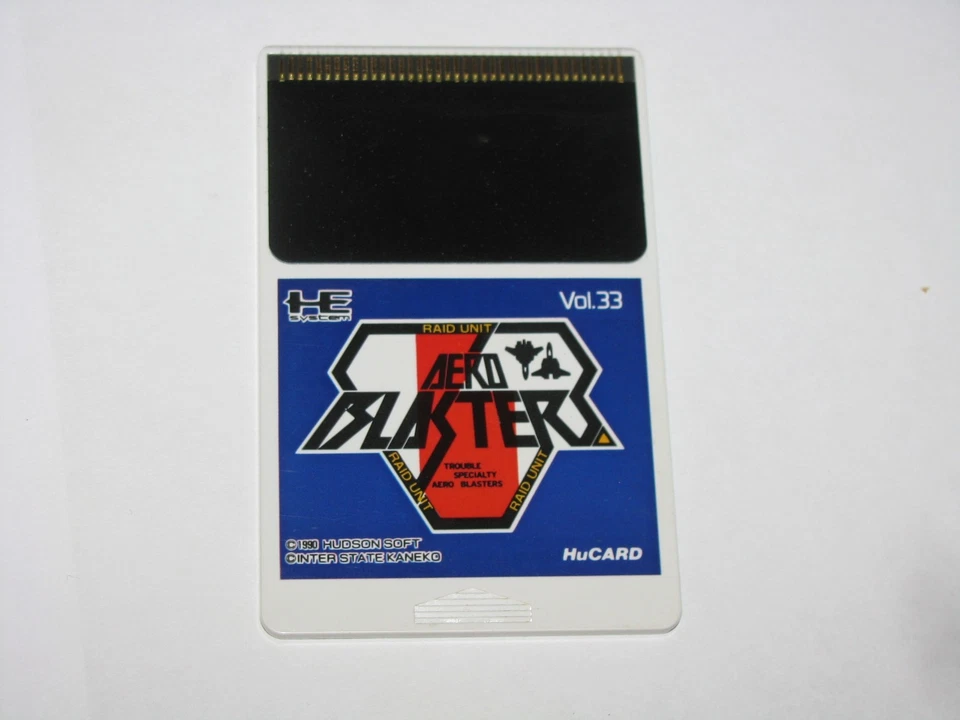 HE
system
Vol.33
RAID UNIT
AERO
BLASTERS
RAID UNIT
TROUBLE
SPECIALTY
AERO BLASTERS
RAID UNIT
©1990 HUDSON SOFT
©INTER STATE KANEKO
HuCARD